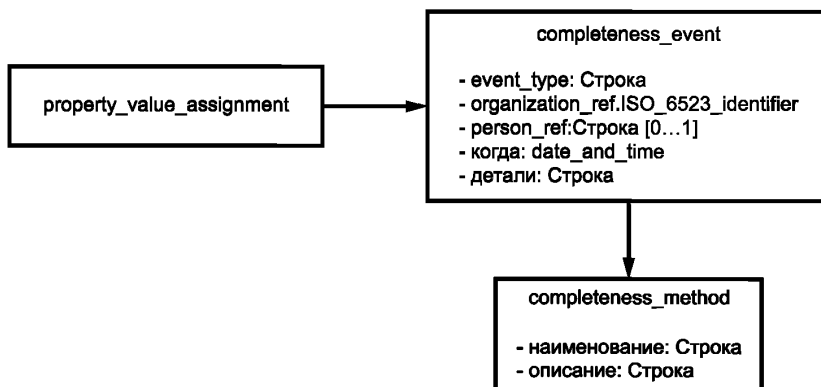 completeness_event
property_value_assignment
- event_type: Строка
- organization_ref.ISO_6523_identifier
- person_ref:Строка [0...1]
- когда: date_and_time
- детали: Строка
completeness_method
- наименование: Строка
- описание: Строка